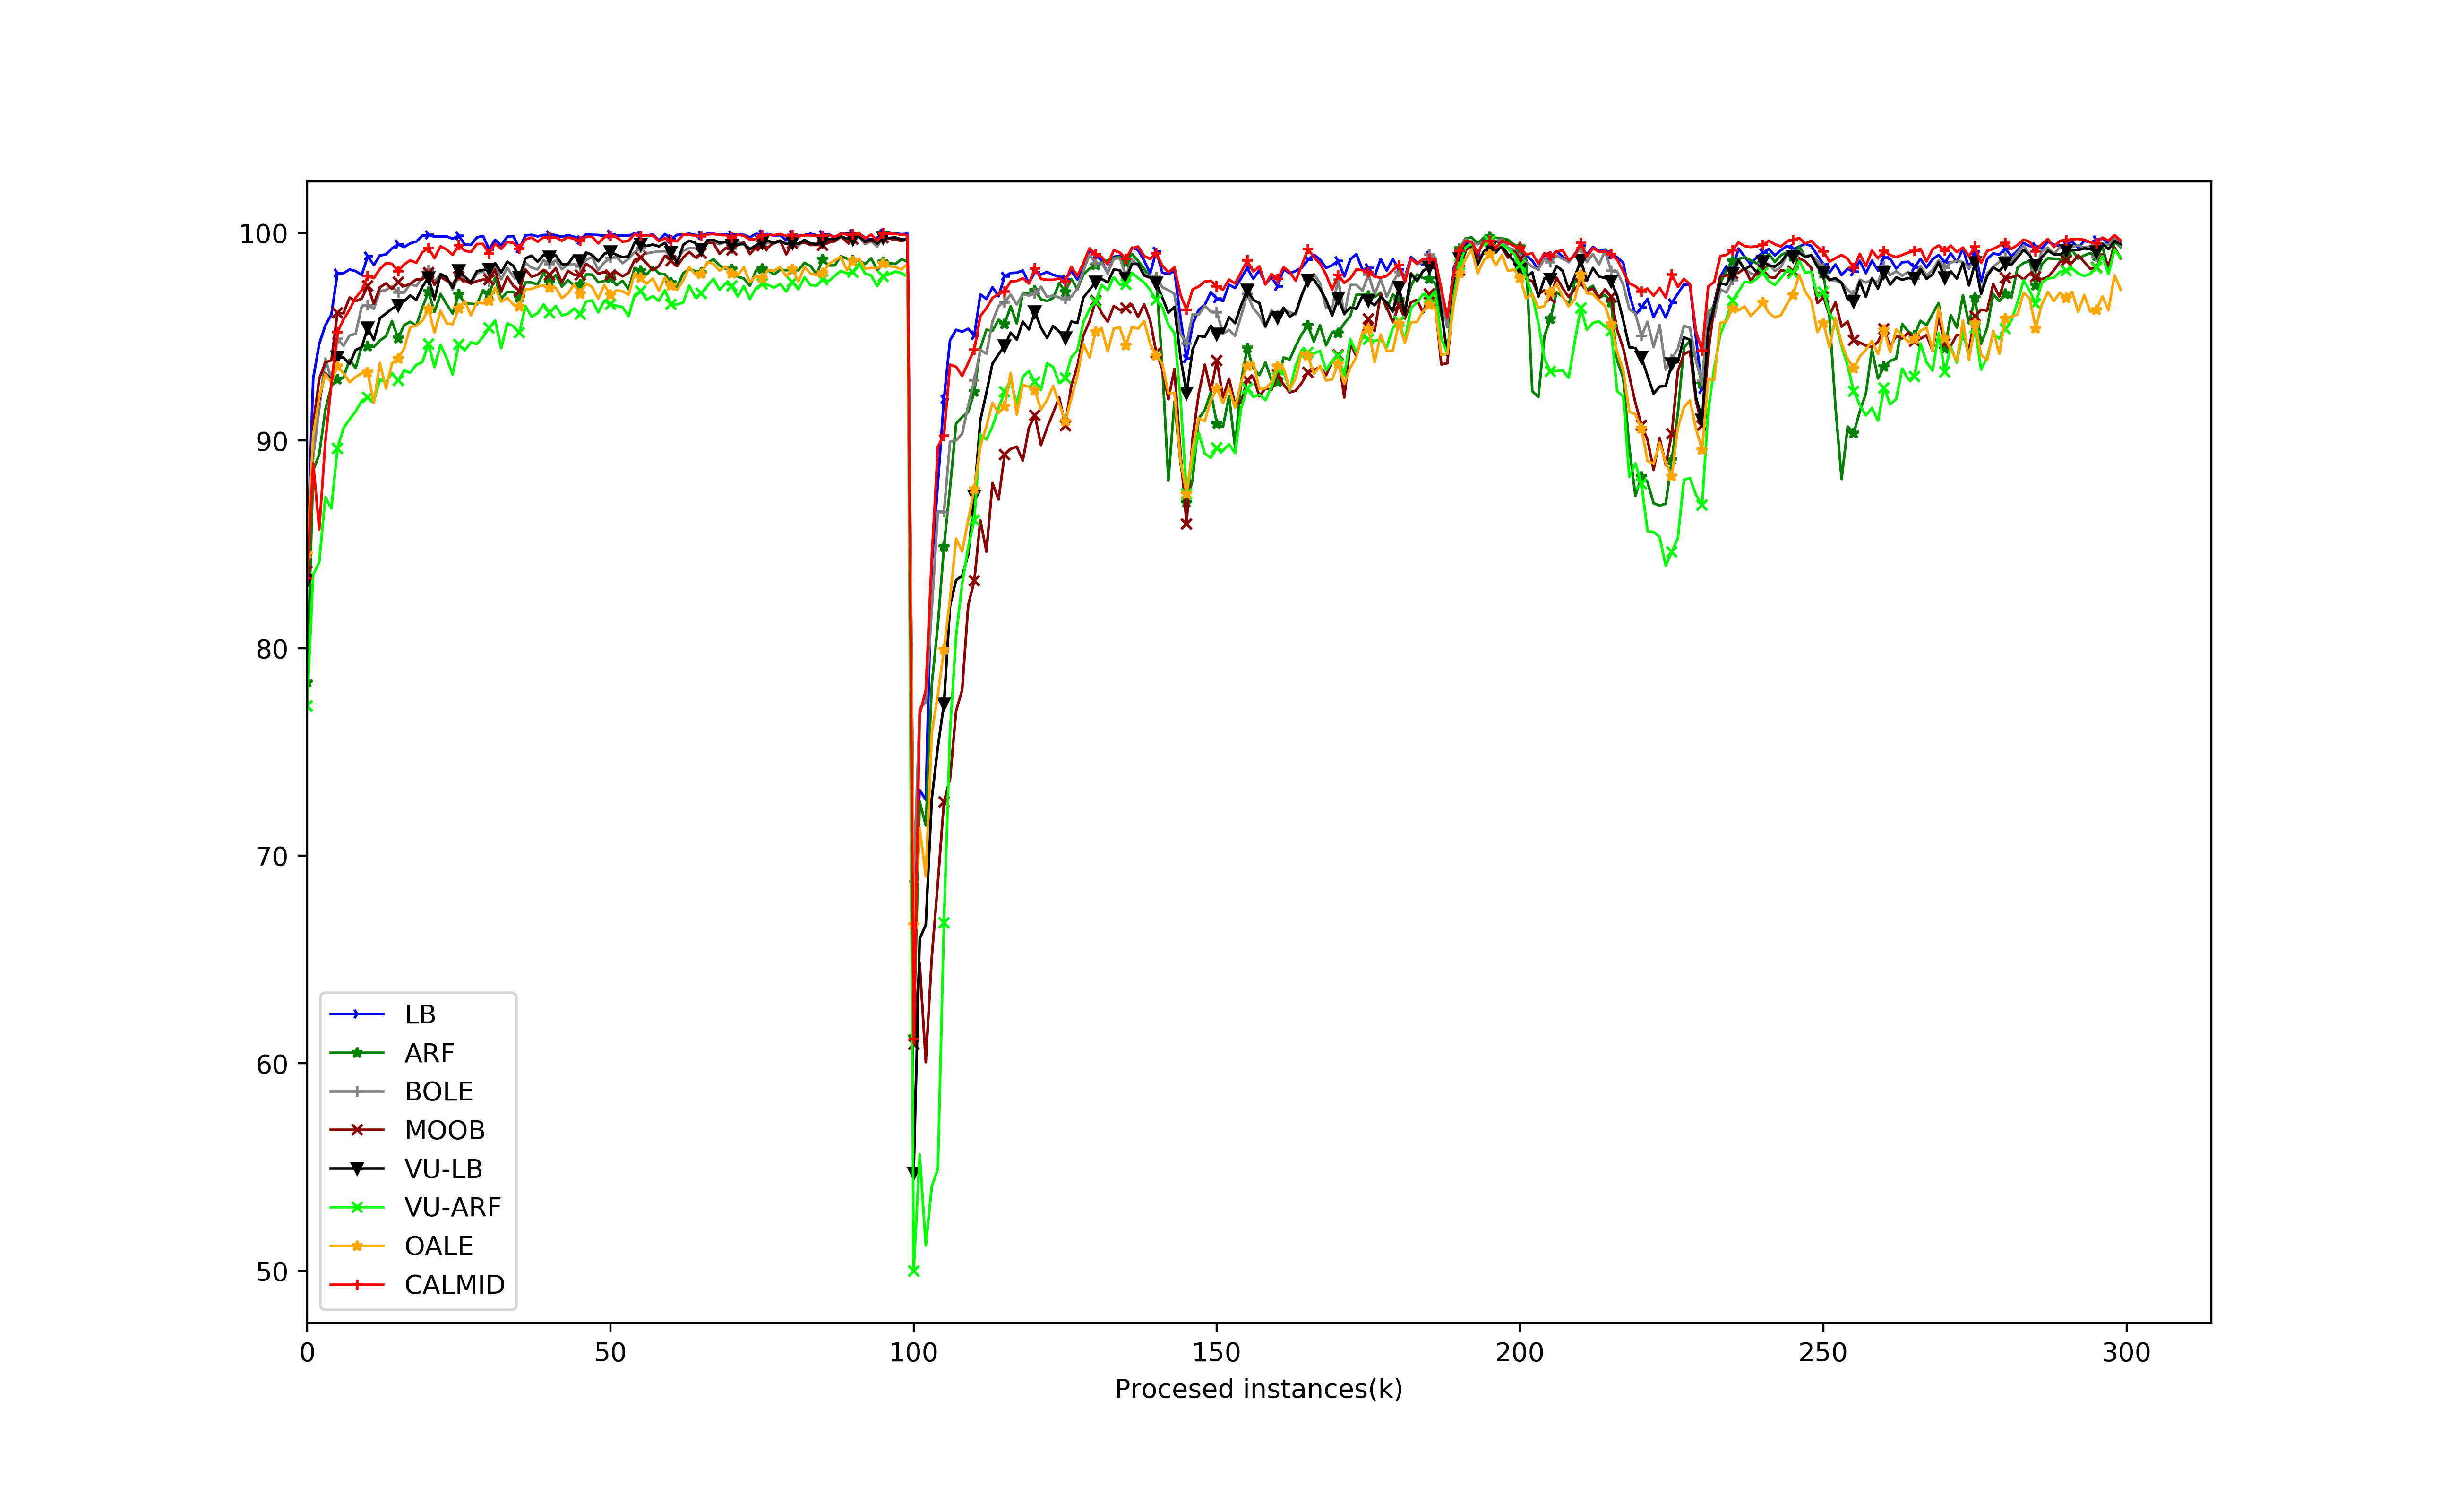 100
90
80
70
60
50
LB
ARF
BOLE
MOOB
VU-LB
VU-ARF
OALE
CALMID
0 50 100 150 200 250 300
Procesed instances(k)